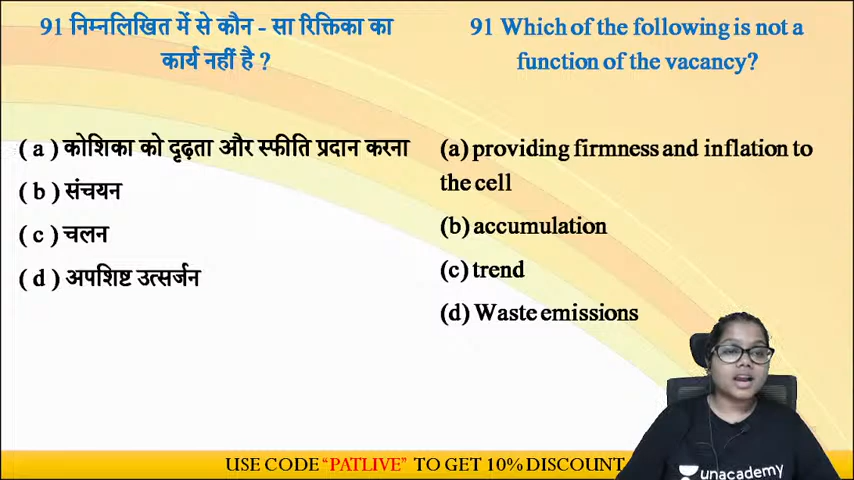 91 निम्नलिखित में से कौन - सा रिक्तिका का
कार्य नहीं है ?
( a ) कोशिका को दृढ़ता और स्फीति प्रदान करना
( b ) संचयन
( c ) चलन
( d ) अपशिष्ट उत्सर्जन
91 Which of the following is not a
function of the vacancy?
(a) providing firmness and inflation to
the cell
(b) accumulation
(c) trend
(d) Waste emissions
unacademy
USE CODE “PATLIVE” TO GET 10% DISCOUNT